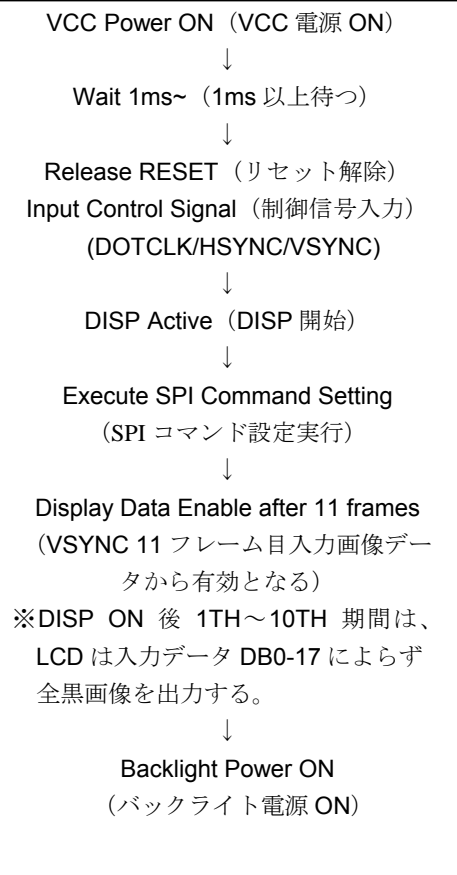 VCC Power ON（VCC 電源 ON）
↓
Wait 1ms~（1ms 以上待つ）
↓
Release RESET（リセット解除）
Input Control Signal（制御信号入力）
(DOTCLK/HSYNC/VSYNC)
↓
DISP Active（DISP 開始）
↓
Execute SPI Command Setting
（SPI コマンド設定実行）
↓
Display Data Enable after 11 frames
（VSYNC 11 フレーム目入力画像デー
タから有効となる）
※DISP ON 後 1TH～10TH 期間は、
LCD は入力データ DB0-17 によらず
全黒画像を出力する。
↓
Backlight Power ON
（バックライト電源 ON）